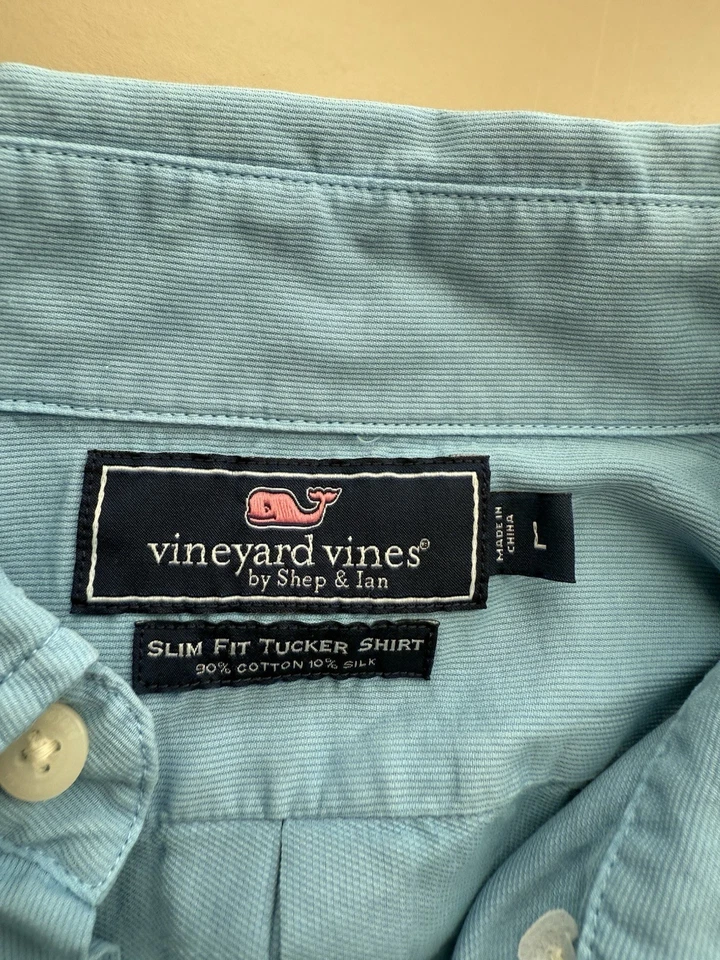 vineyard vines®
by Shep & Ian
MADE IN
CHINA
L
SLIM FIT TUCKER SHIRT
90% COTTON 10% SILK